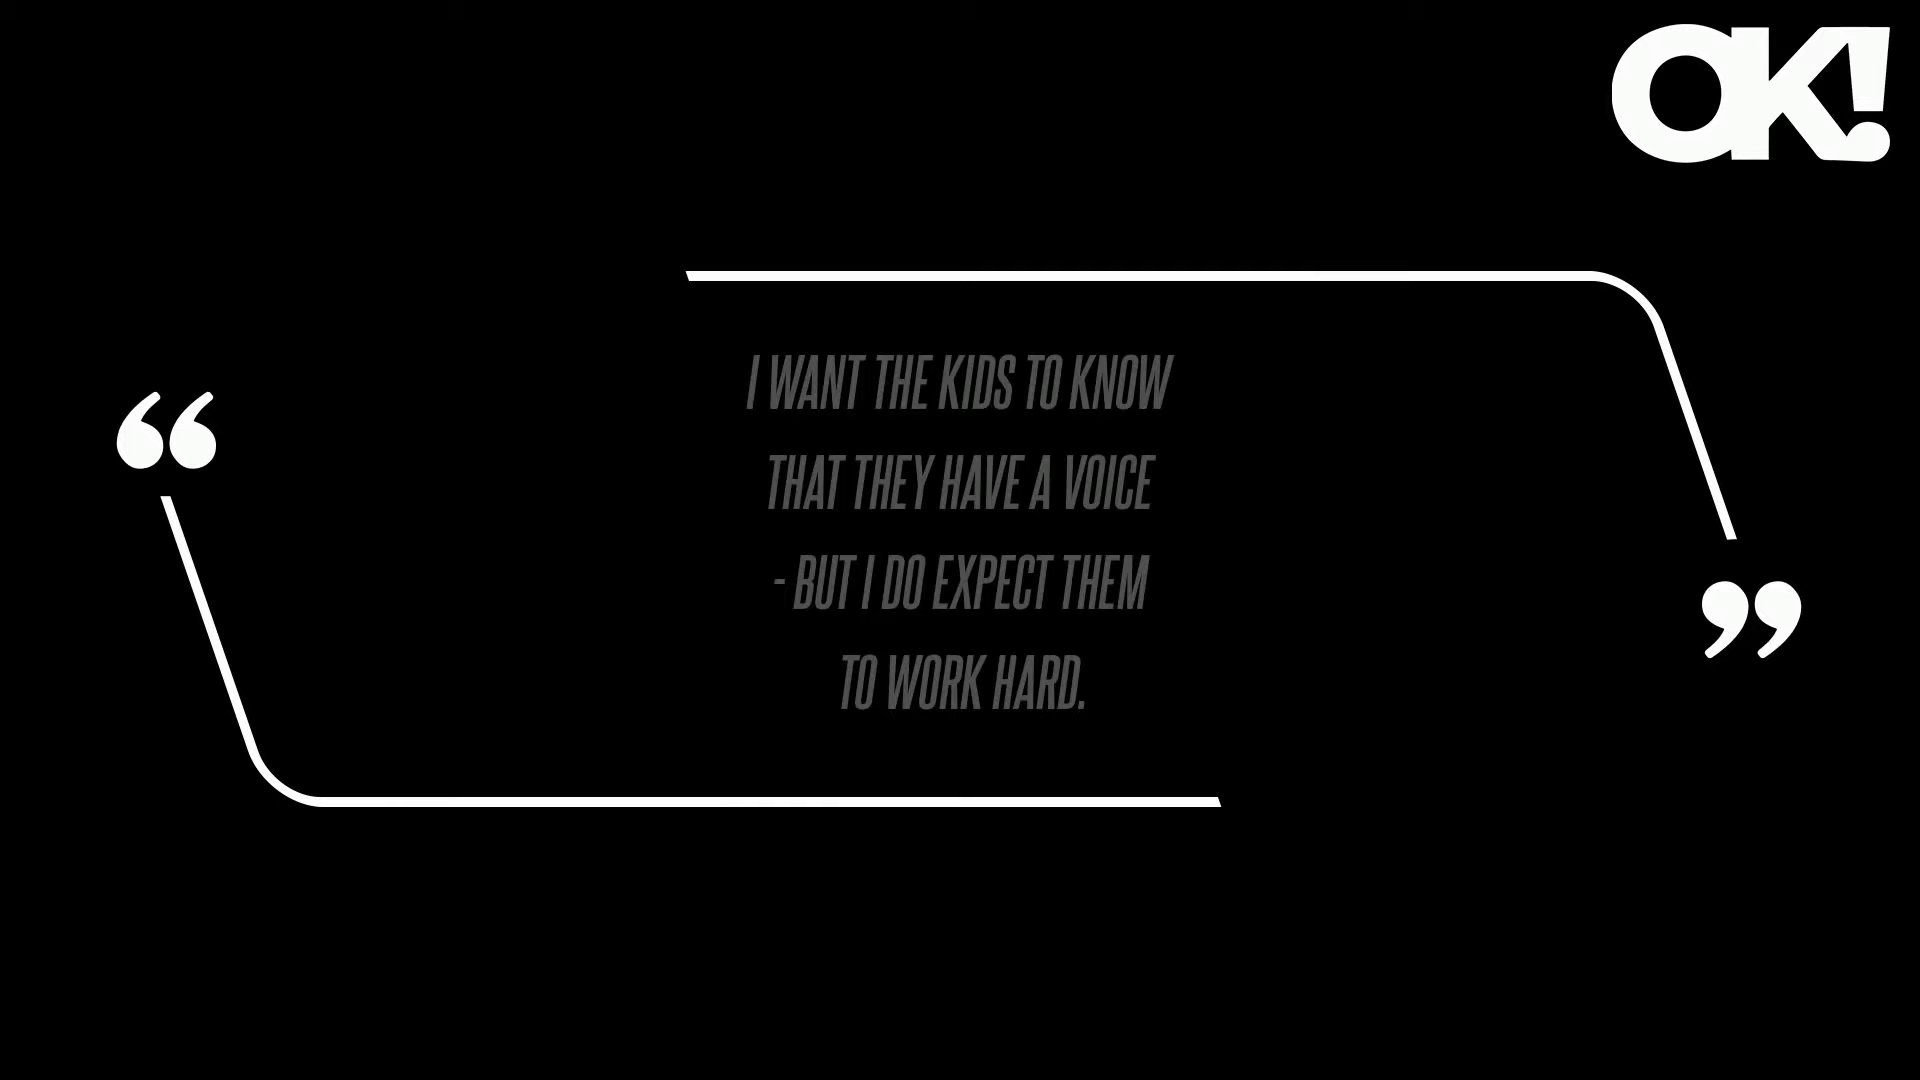 OK!
“
I WANT THE KIDS TO KNOW
THAT THEY HAVE A VOICE
- BUT I DO EXPECT THEM
TO WORK HARD.
”